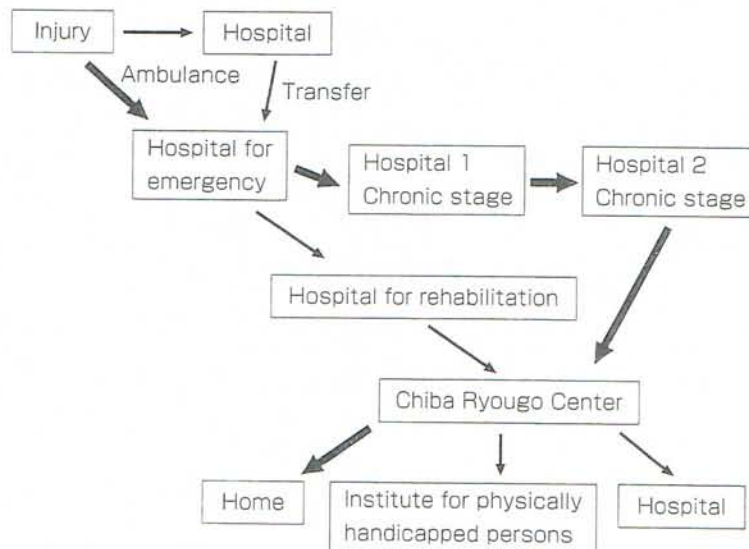 Injury
Hospital
Ambulance
Transfer
Hospital for
emergency
Hospital 1
Chronic stage
Hospital 2
Chronic stage
Hospital for rehabilitation
Chiba Ryougo Center
Home
Institute for physically
handicapped persons
Hospital